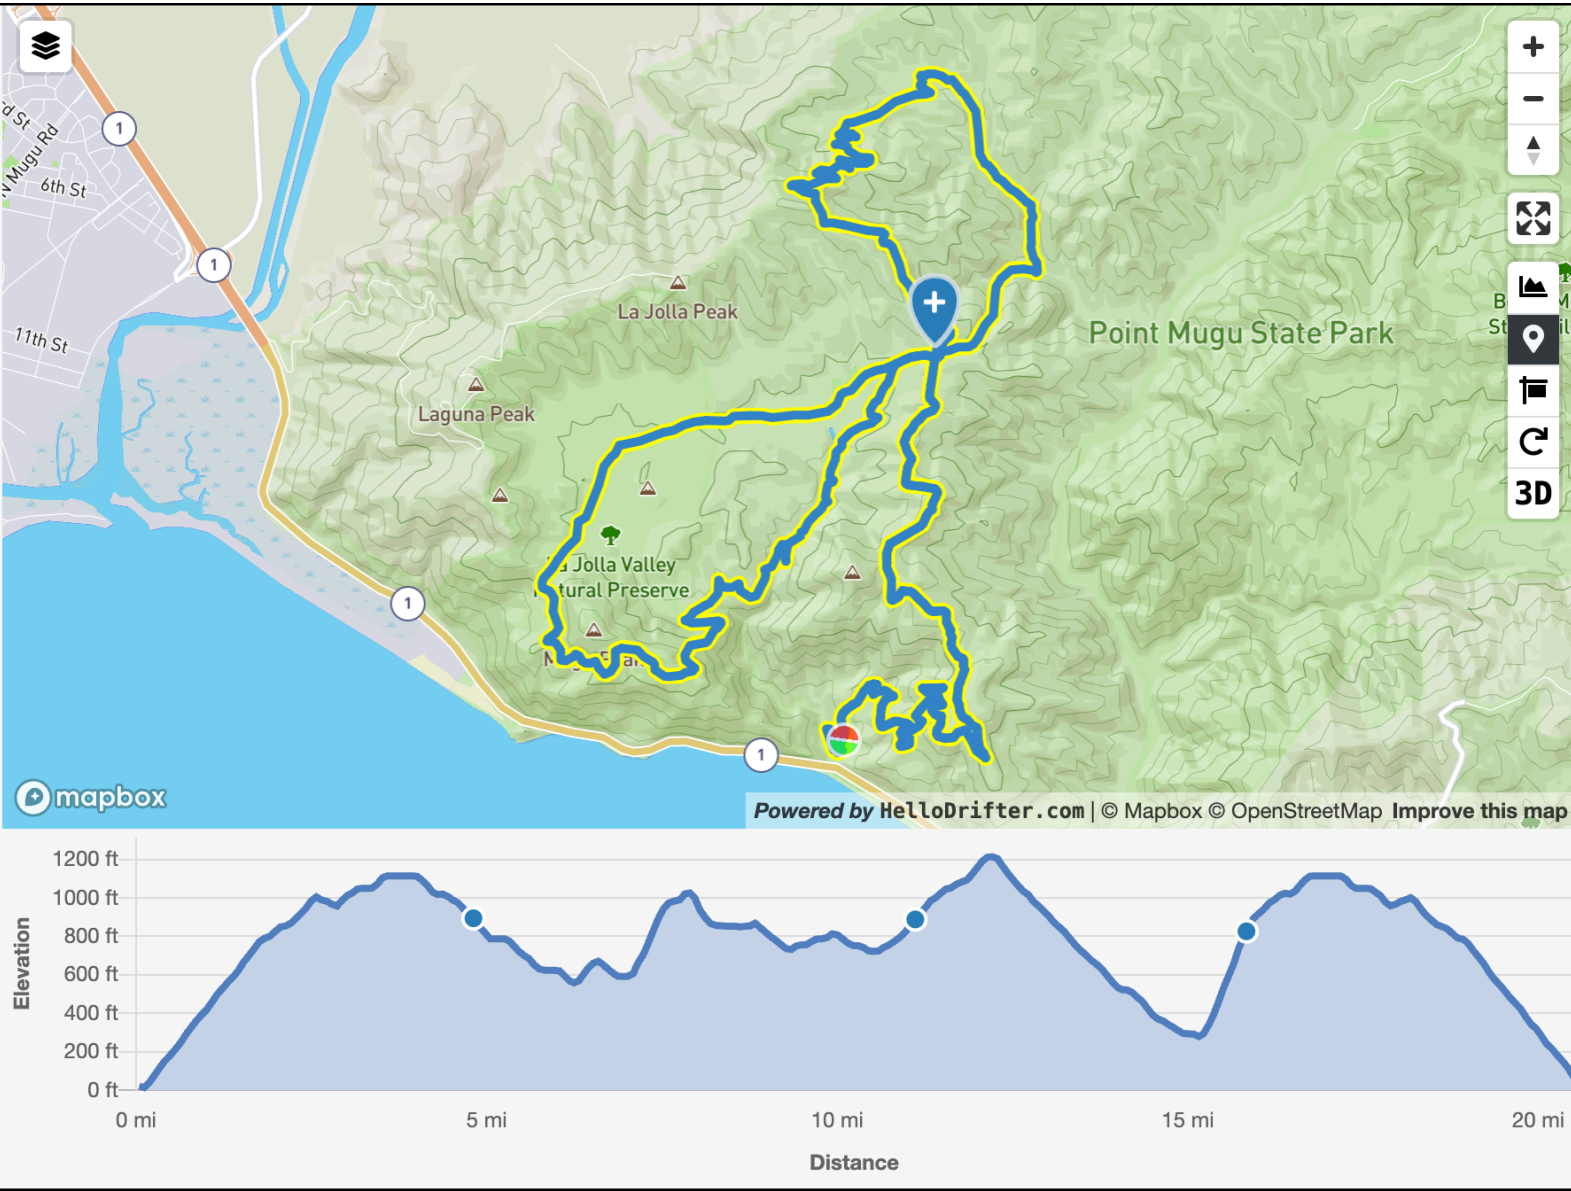 1
rd St
N Mugu Rd
6th St
1
La Jolla Peak
11th St
Point Mugu State Park
Laguna Peak
3D
La Jolla Valley
Natural Preserve
1
1
mapbox
Powered by HelloDrifter.com | © Mapbox © OpenStreetMap Improve this map
1200 ft
1000 ft
800 ft
600 ft
400 ft
200 ft
0 ft
Elevation
0 mi
5 mi
10 mi
15 mi
20 mi
Distance